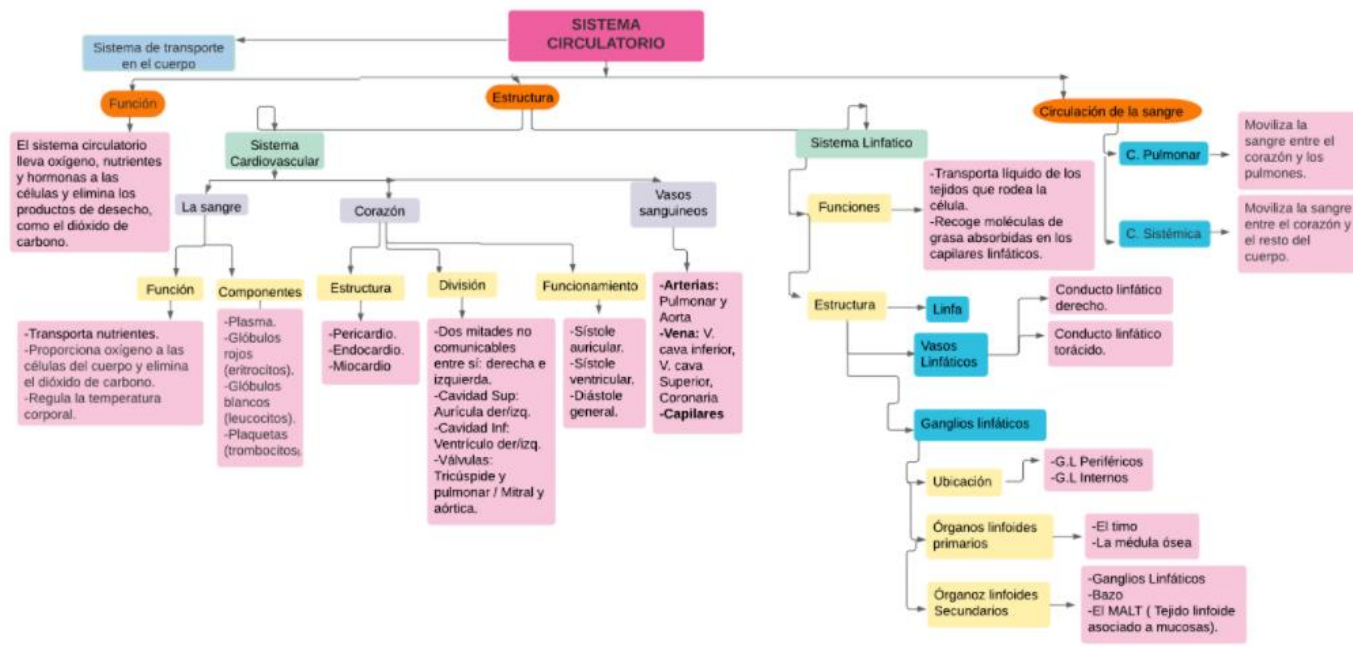 SISTEMA
CIRCULATORIO
Sistema de transporte
en el cuerpo
Función
El sistema circulatorio
lleva oxígeno, nutrientes
y hormonas a las
células y elimina los
productos de desecho,
como el dióxido de
carbono.
Estructura
Sistema
Cardiovascular
La sangre
Función
-Transporta nutrientes.
-Proporciona oxígeno a las
células del cuerpo y elimina
el dióxido de carbono.
-Regula la temperatura
corporal.
Componentes
-Plasma.
-Glóbulos
rojos
(eritrocitos).
-Glóbulos
blancos
(leucocitos).
-Plaquetas
(trombocitos)
Corazón
Estructura
-Pericardio.
-Endocardio.
-Miocardio
División
-Dos mitades no
comunicables
entre sí: derecha e
izquierda.
-Cavidad Sup:
Aurícula der/izq.
-Cavidad Inf:
Ventrículo der/izq.
-Válvulas:
Tricúspide y
pulmonar / Mitral y
aórtica.
Funcionamiento
-Sístole
auricular.
-Sístole
ventricular.
-Diástole
general.
Vasos
sanguineos
-Arterias:
Pulmonar y
Aorta
-Vena: V.
cava inferior,
V. cava
Superior,
Coronaria
-Capilares
Sistema Linfatico
Funciones
-Transporta líquido de los
tejidos que rodea la
célula.
-Recoge moléculas de
grasa absorbidas en los
capilares linfáticos.
Estructura
Linfa
Vasos
Linfáticos
Conducto linfático
derecho.
Conducto linfático
torácido.
Ganglios linfáticos
Ubicación
-G.L Periféricos
-G.L Internos
Órganos linfoides
primarios
-El timo
-La médula ósea
Órganoz linfoides
Secundarios
-Ganglios Linfáticos
-Bazo
-El MALT ( Tejido linfoide
asociado a mucosas).
Circulación de la sangre
C. Pulmonar
Moviliza la
sangre entre el
corazón y los
pulmones.
C. Sistémica
Moviliza la sangre
entre el corazón y
el resto del
cuerpo.